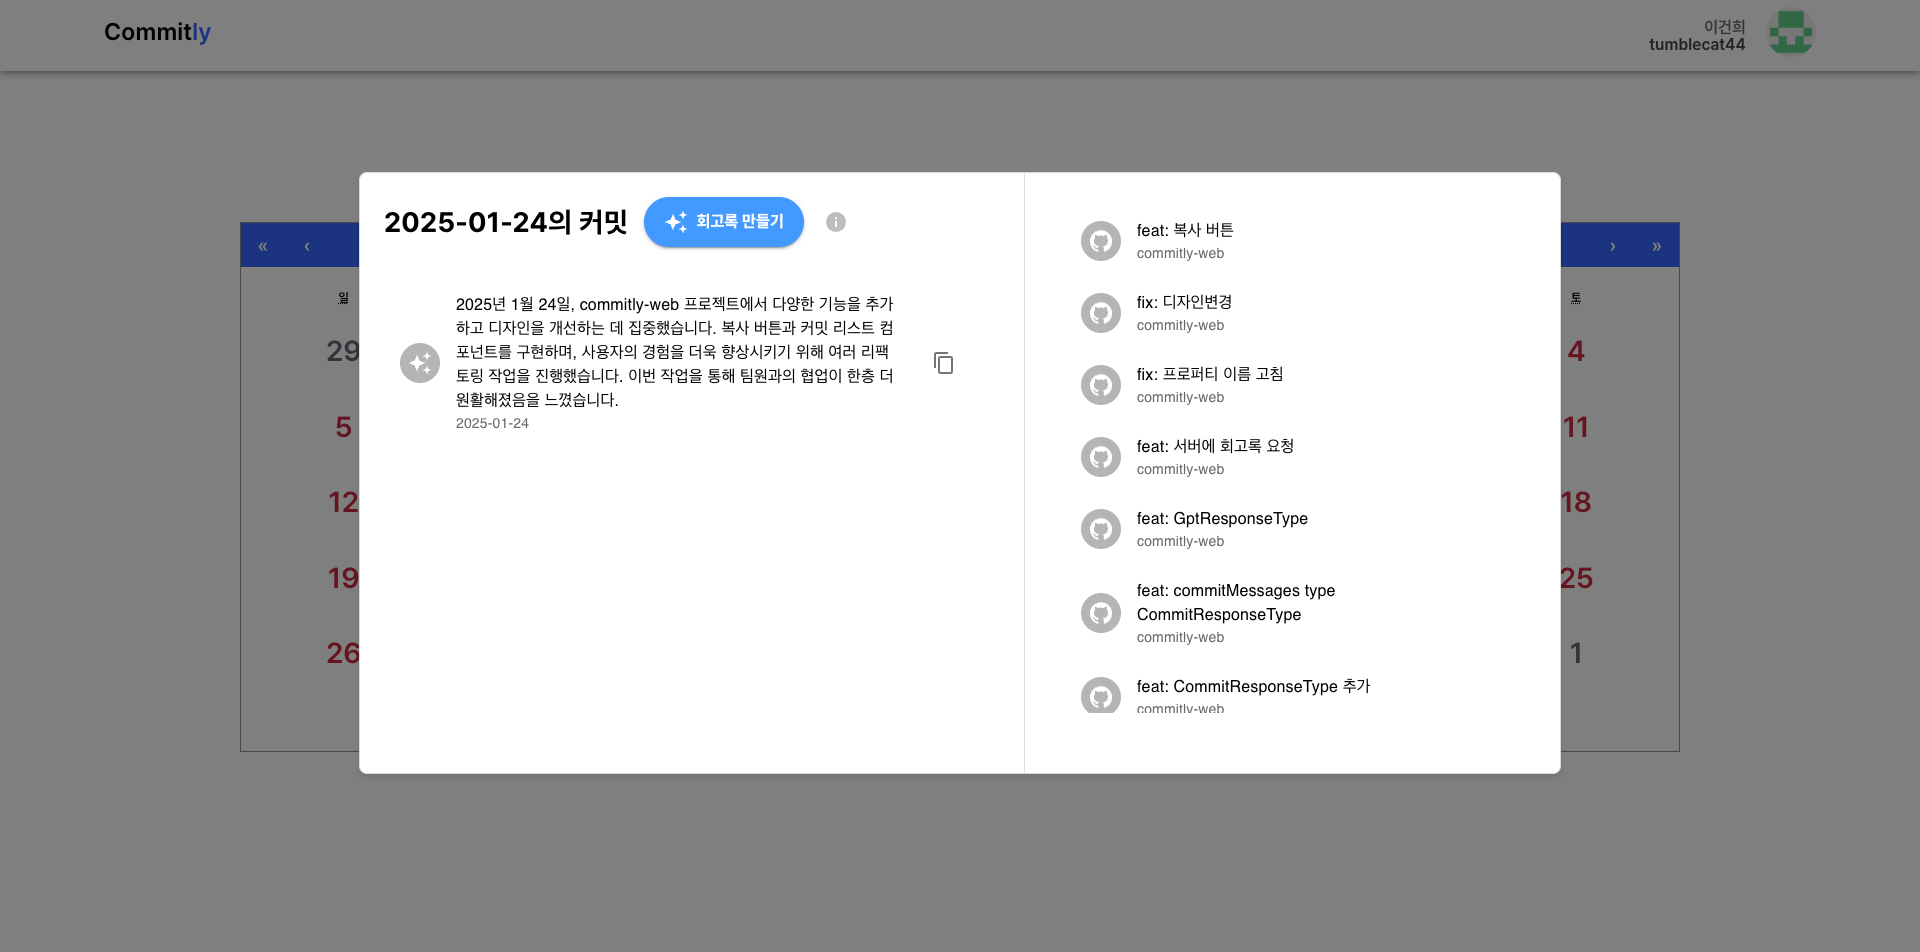 Commitly
이건희
tumblecat44
« ‹ › »
일 토
29 4
5 11
12 18
19 25
26 1
2025-01-24의 커밋
회고록 만들기
2025년 1월 24일, commitly-web 프로젝트에서 다양한 기능을 추가
하고 디자인을 개선하는 데 집중했습니다. 복사 버튼과 커밋 리스트 컴
포넌트를 구현하며, 사용자의 경험을 더욱 향상시키기 위해 여러 리팩
토링 작업을 진행했습니다. 이번 작업을 통해 팀원과의 협업이 한층 더
원활해졌음을 느꼈습니다.
2025-01-24
feat: 복사 버튼
commitly-web
fix: 디자인변경
commitly-web
fix: 프로퍼티 이름 고침
commitly-web
feat: 서버에 회고록 요청
commitly-web
feat: GptResponseType
commitly-web
feat: commitMessages type
CommitResponseType
commitly-web
feat: CommitResponseType 추가
commitly-web